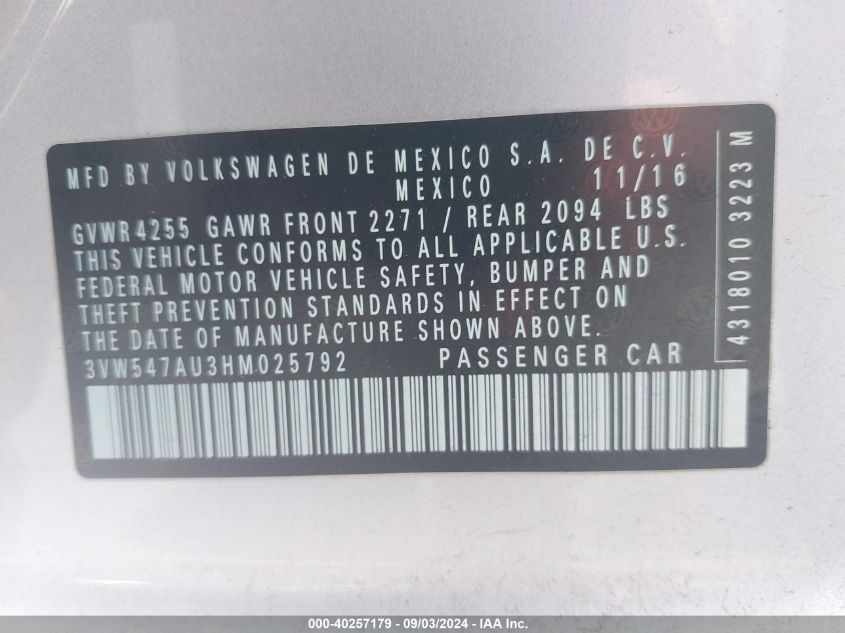 MFD BY VOLKSWAGEN DE MEXICO S.A. DE C.V.
MEXICO 11/16
GVWR 4255 GAWR FRONT 2271 / REAR 2094 LBS
THIS VEHICLE CONFORMS TO ALL APPLICABLE U.S.
FEDERAL MOTOR VEHICLE SAFETY, BUMPER AND
THEFT PREVENTION STANDARDS IN EFFECT ON
THE DATE OF MANUFACTURE SHOWN ABOVE.
3VW547AU3HM025792 PASSENGER CAR
4318010 3223 M
000-40257179 - 09/03/2024 - IAA Inc.